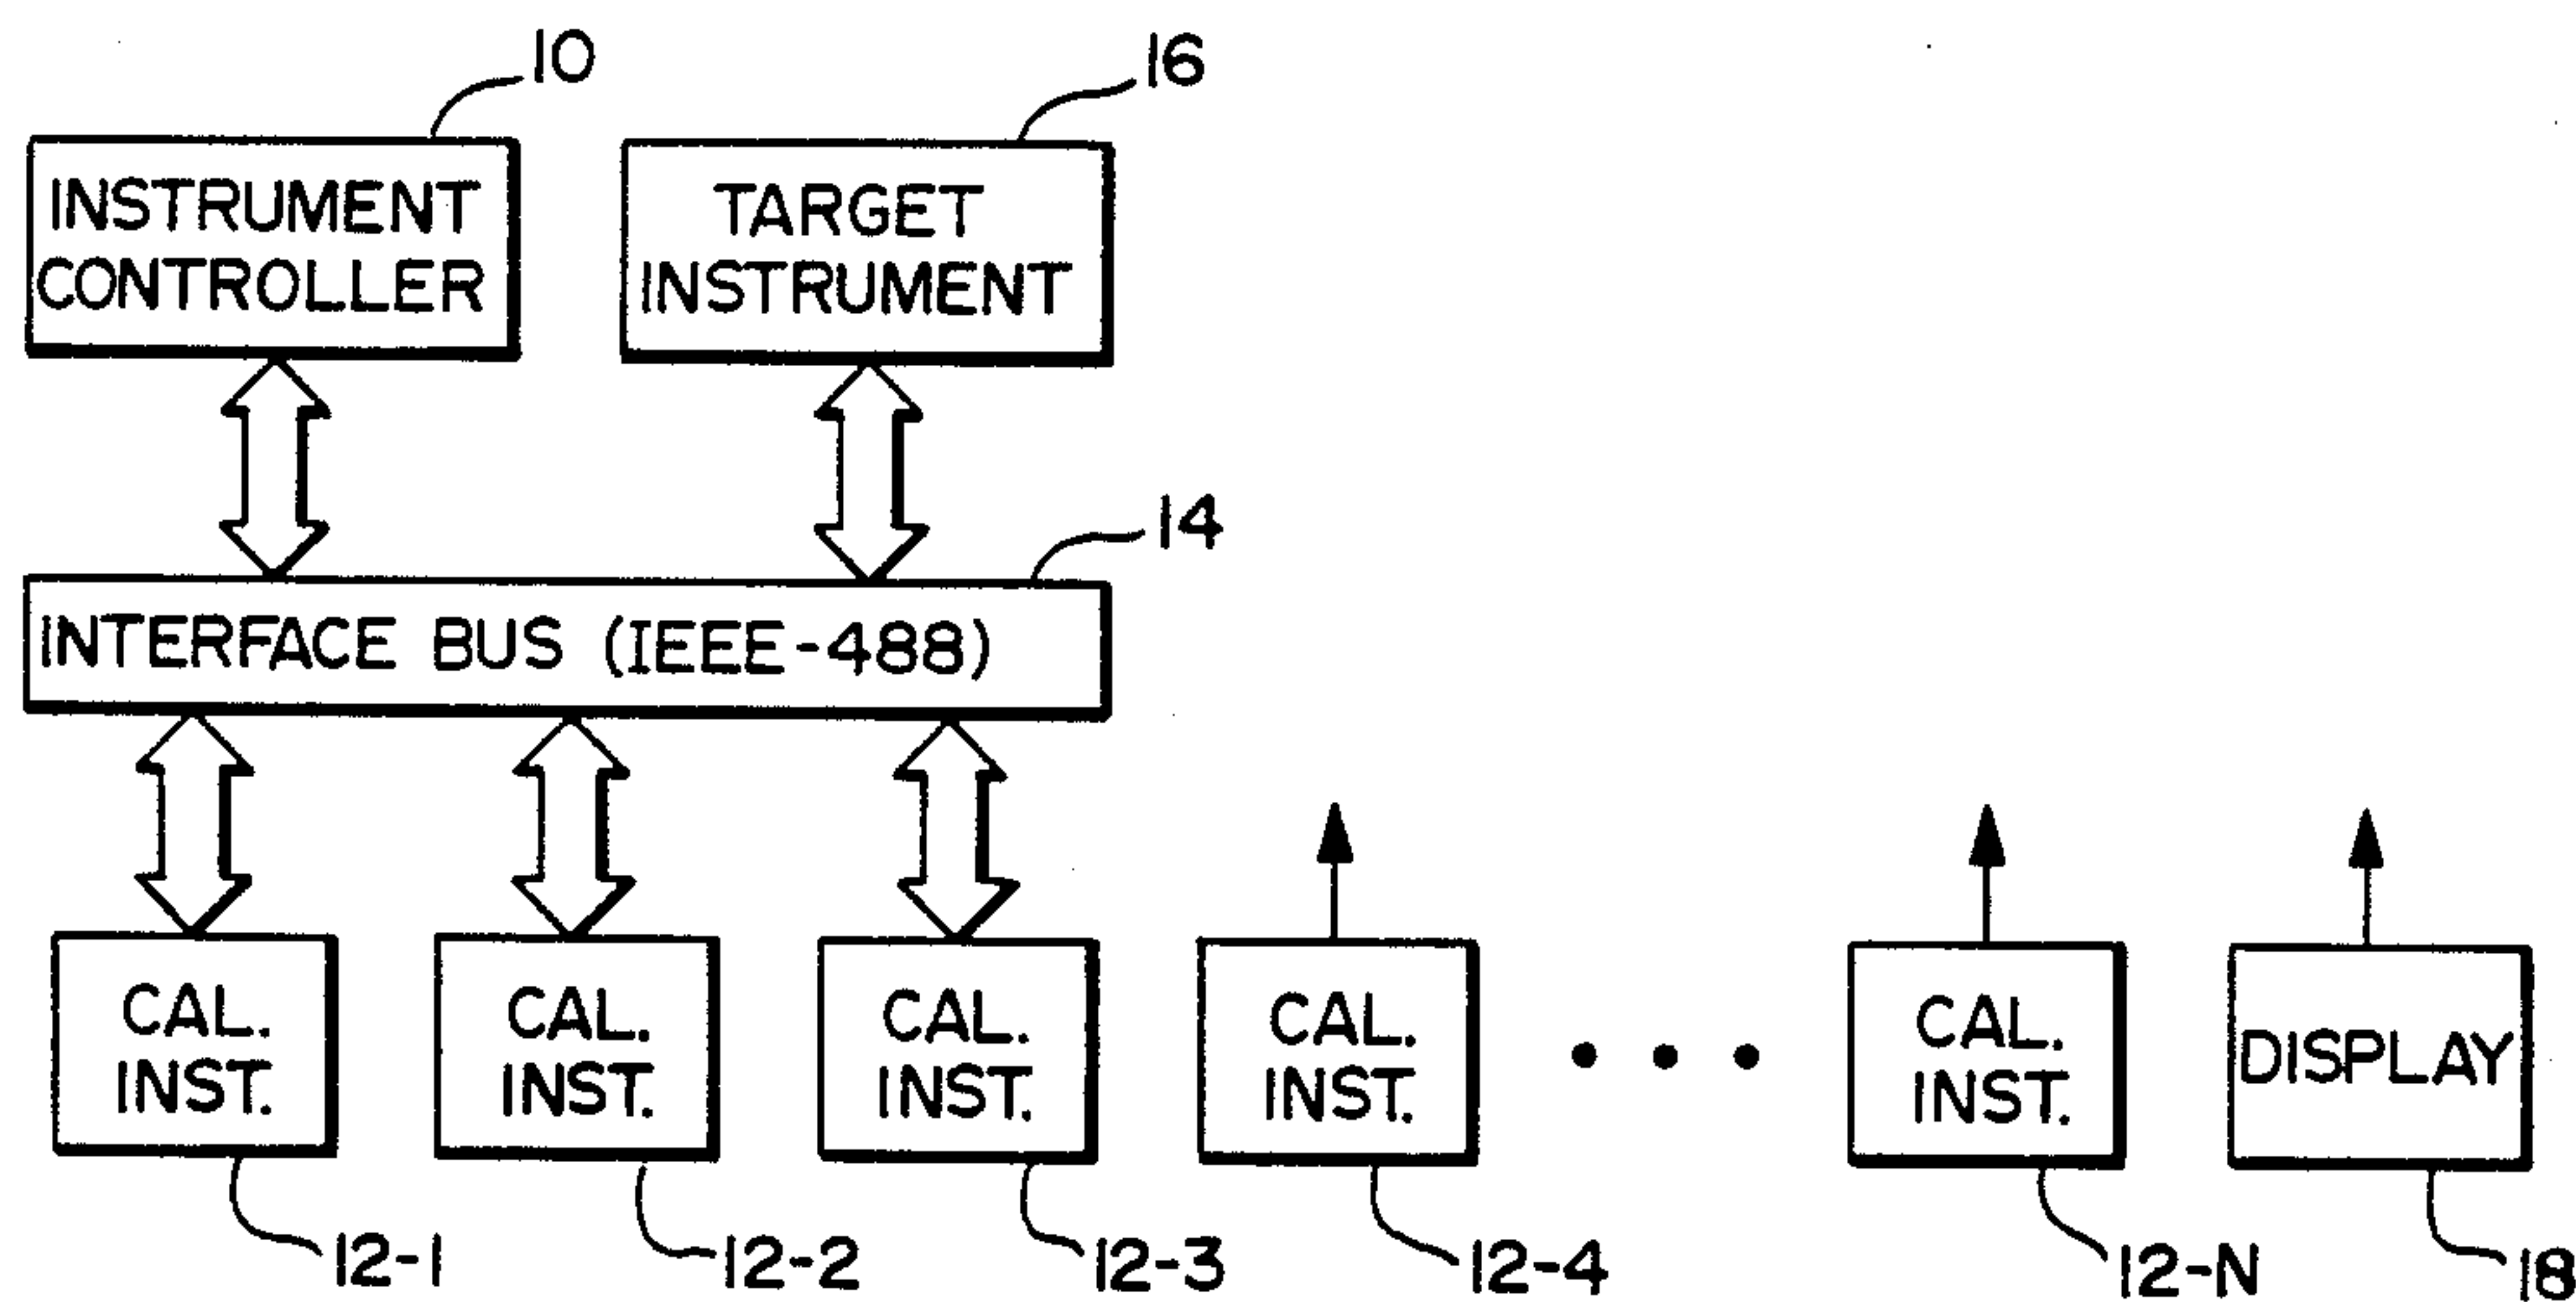 10
16
INSTRUMENT
CONTROLLER
TARGET
INSTRUMENT
14
INTERFACE BUS (IEEE-488)
CAL.
INST.
CAL.
INST.
CAL.
INST.
CAL.
INST.
CAL.
INST.
DISPLAY
12-1
12-2
12-3
12-4
12-N
18